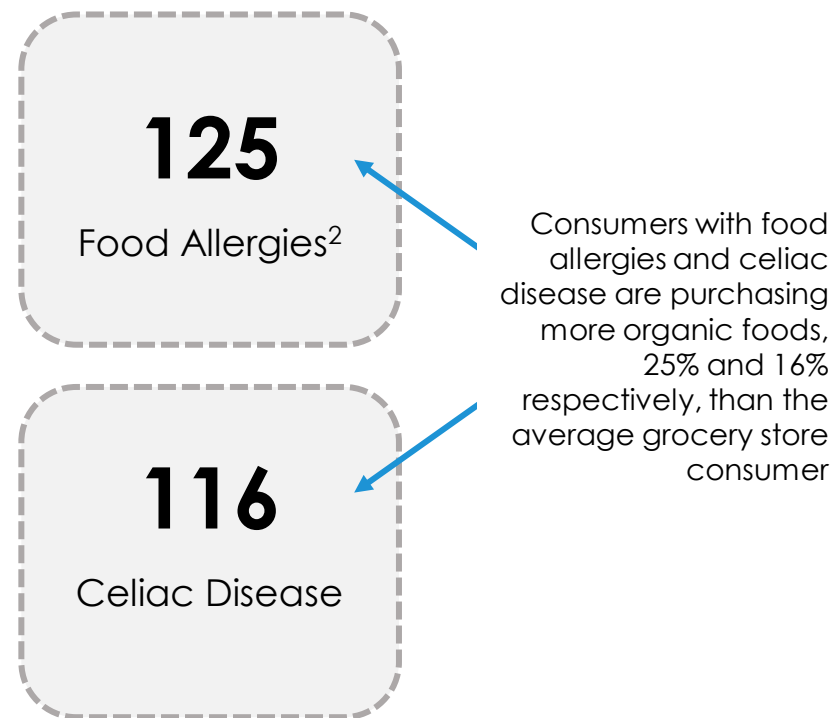 125
Food Allergies²
Consumers with food
allergies and celiac
disease are purchasing
more organic foods,
25% and 16%
respectively, than the
average grocery store
consumer
116
Celiac Disease